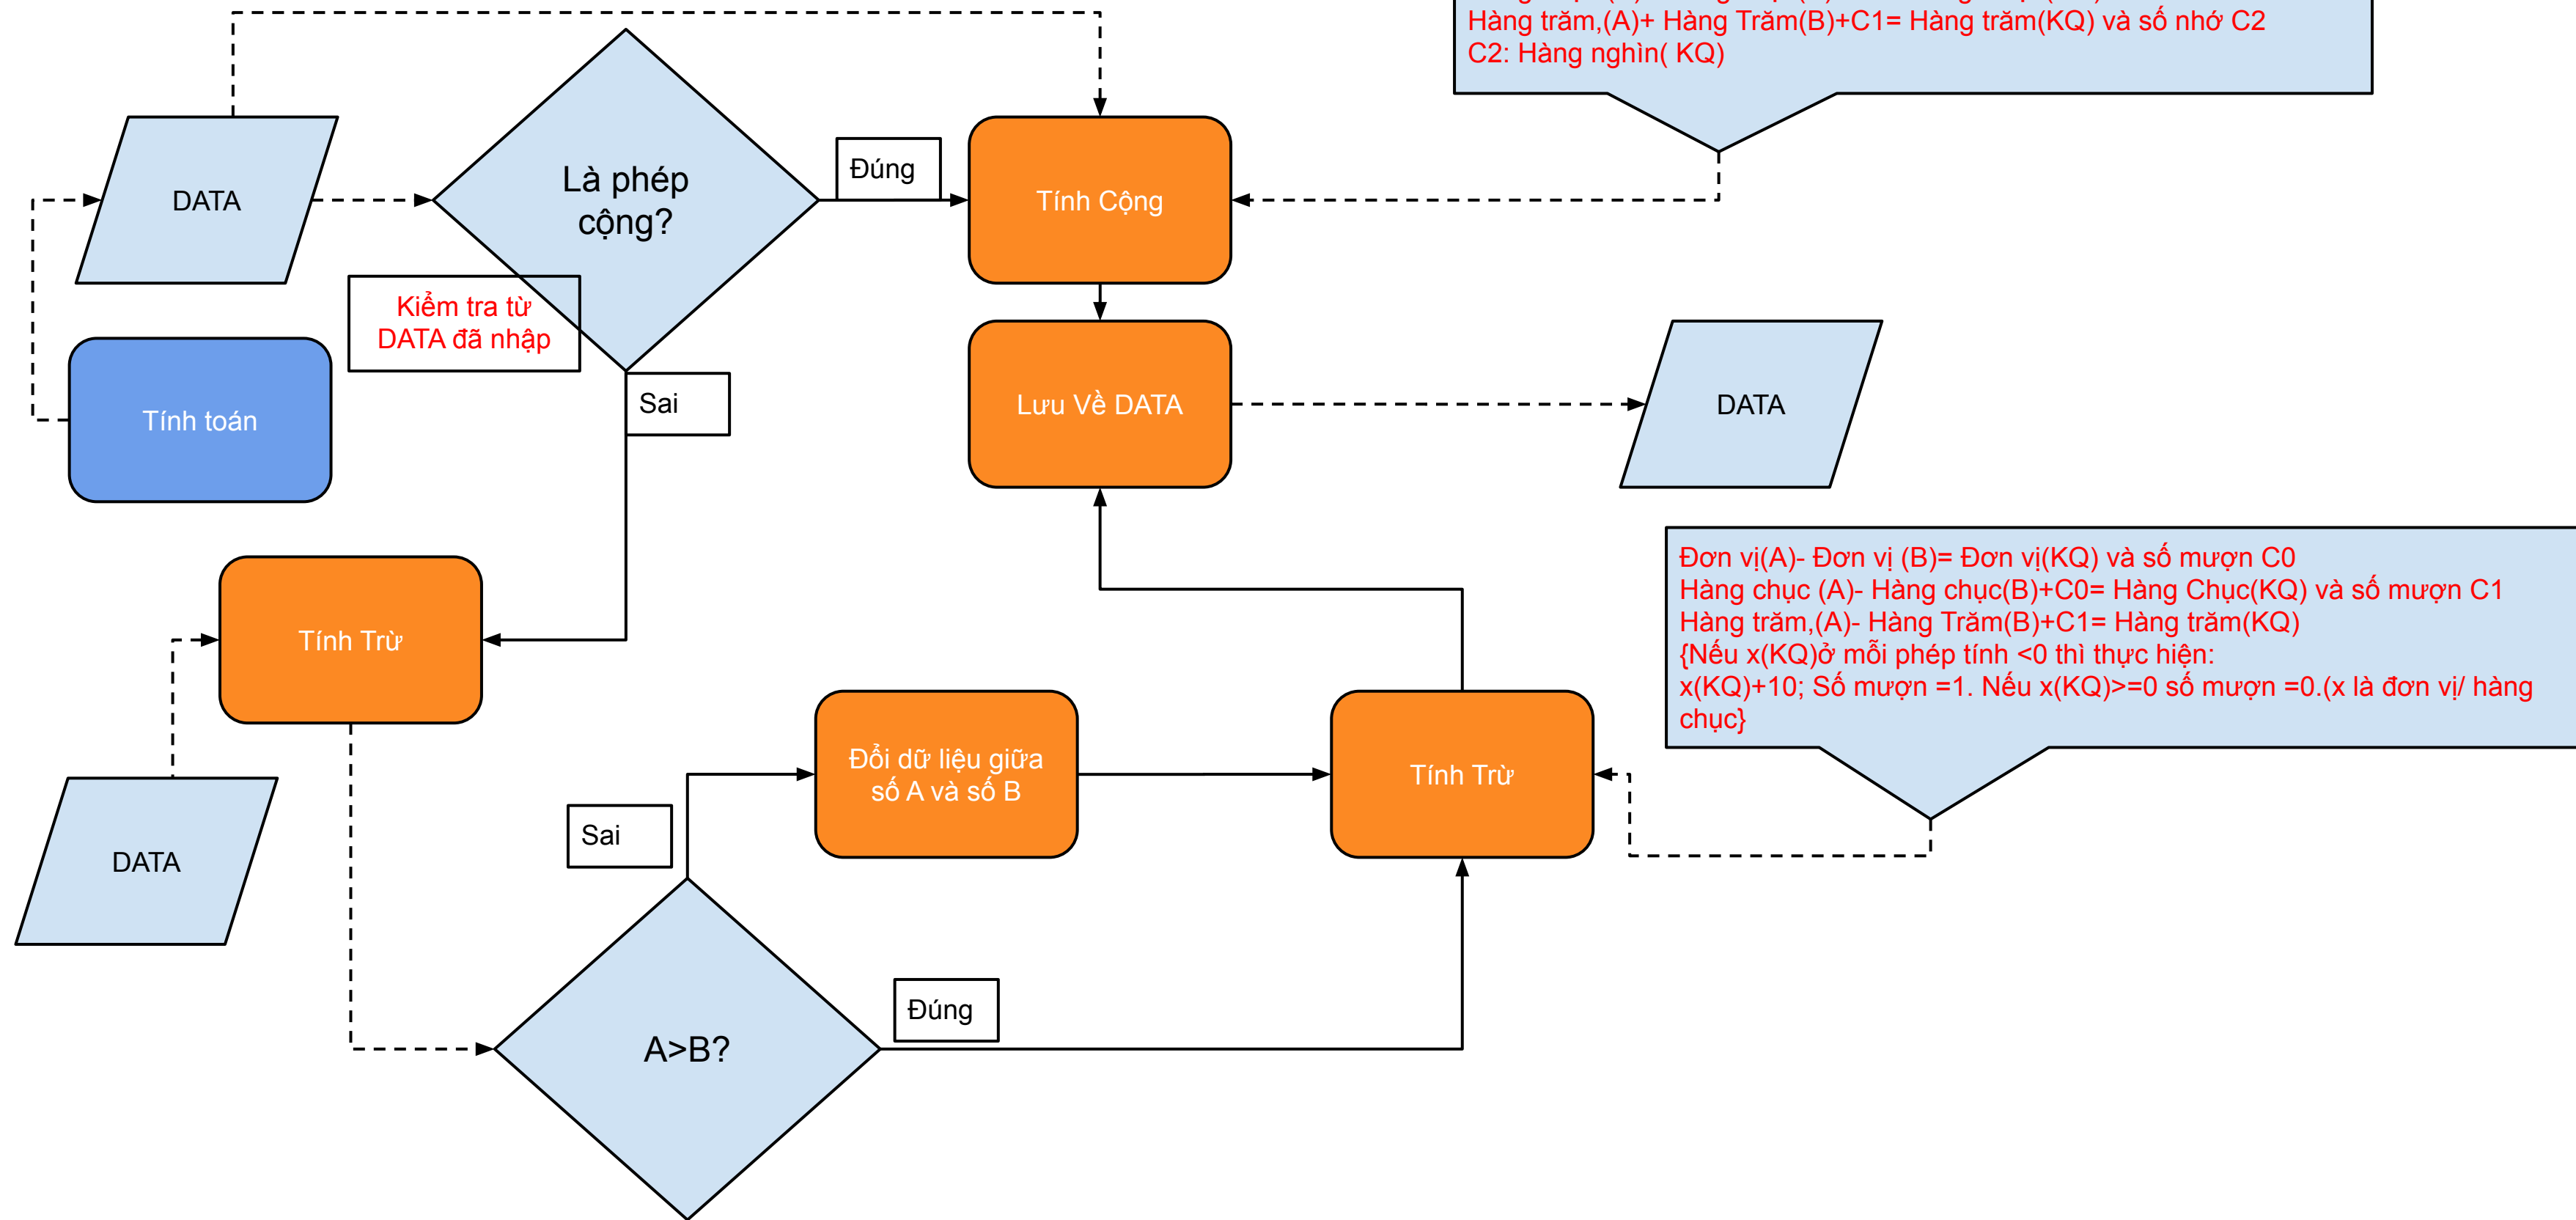 Hàng trăm,(A)+ Hàng Trăm(B)+C1= Hàng trăm(KQ) và số nhớ C2
C2: Hàng nghìn( KQ)
DATA
Là phép
cộng?
Đúng
Tính Cộng
Kiểm tra từ
DATA đã nhập
Sai
Tính toán
Lưu Về DATA
DATA
Đơn vị(A)- Đơn vị (B)= Đơn vị(KQ) và số mượn C0
Hàng chục (A)- Hàng chục(B)+C0= Hàng Chục(KQ) và số mượn C1
Hàng trăm,(A)- Hàng Trăm(B)+C1= Hàng trăm(KQ)
{Nếu x(KQ)ở mỗi phép tính <0 thì thực hiện:
x(KQ)+10; Số mượn =1. Nếu x(KQ)>=0 số mượn =0.(x là đơn vị/ hàng
chục}
Tính Trừ
Đổi dữ liệu giữa
số A và số B
Tính Trừ
Sai
DATA
Đúng
A>B?